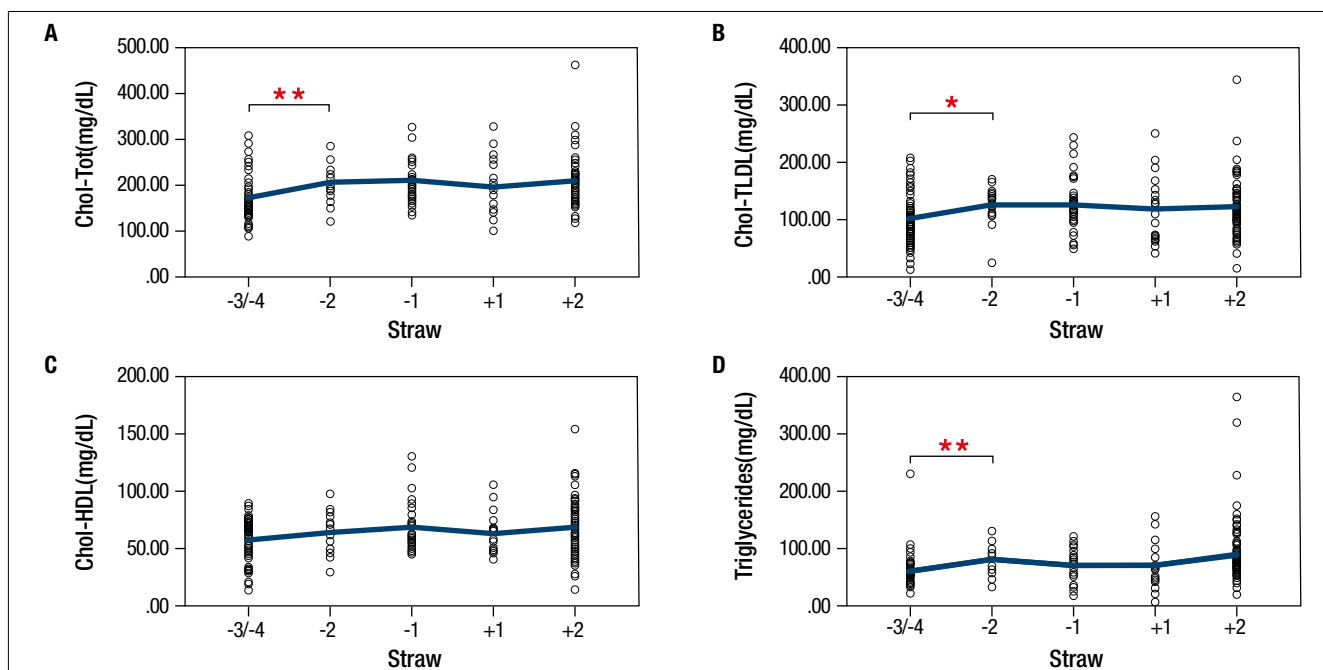 A
Chol-Tot(mg/dL)
500.00
400.00
300.00
200.00
100.00
.00
**
-3/-4 -2 -1 +1 +2
Straw
B
Chol-TLDL(mg/dL)
400.00
300.00
200.00
100.00
.00
*
-3/-4 -2 -1 +1 +2
Straw
C
Chol-HDL(mg/dL)
200.00
150.00
100.00
50.00
.00
-3/-4 -2 -1 +1 +2
Straw
D
Triglycerides(mg/dL)
400.00
300.00
200.00
100.00
.00
**
-3/-4 -2 -1 +1 +2
Straw